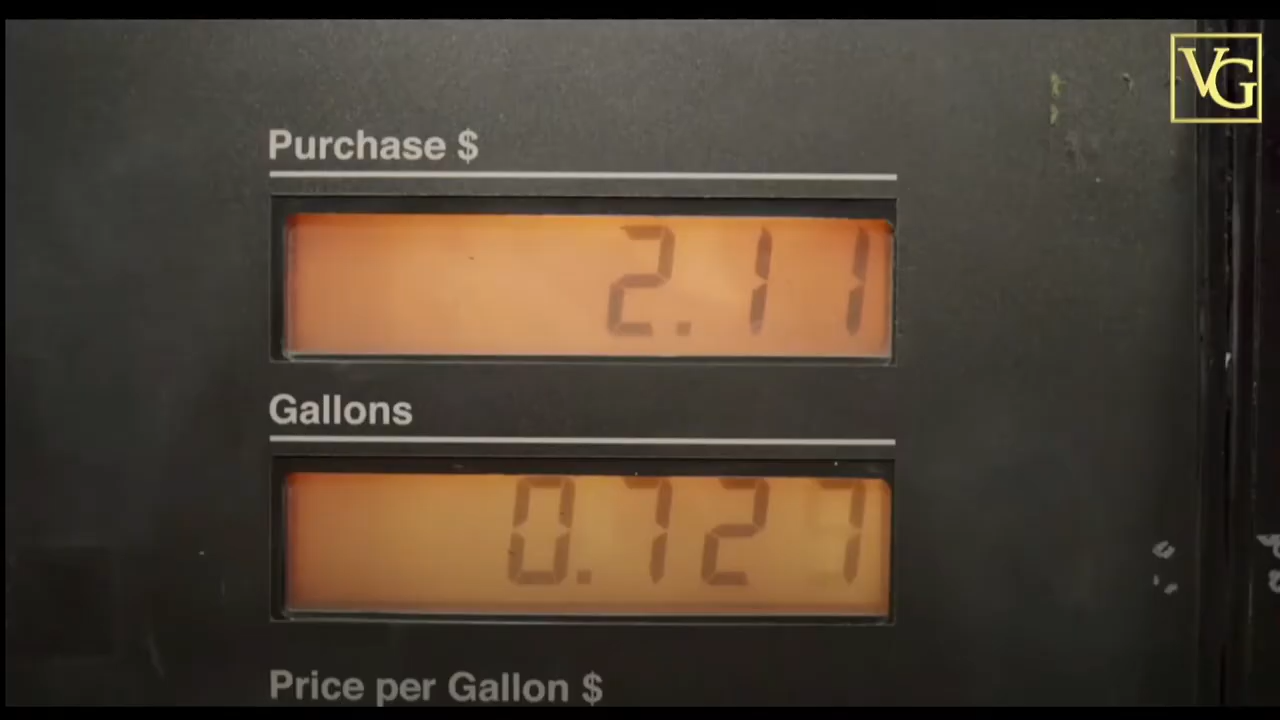 VG
Purchase $
2.11
Gallons
0.727
Price per Gallon $